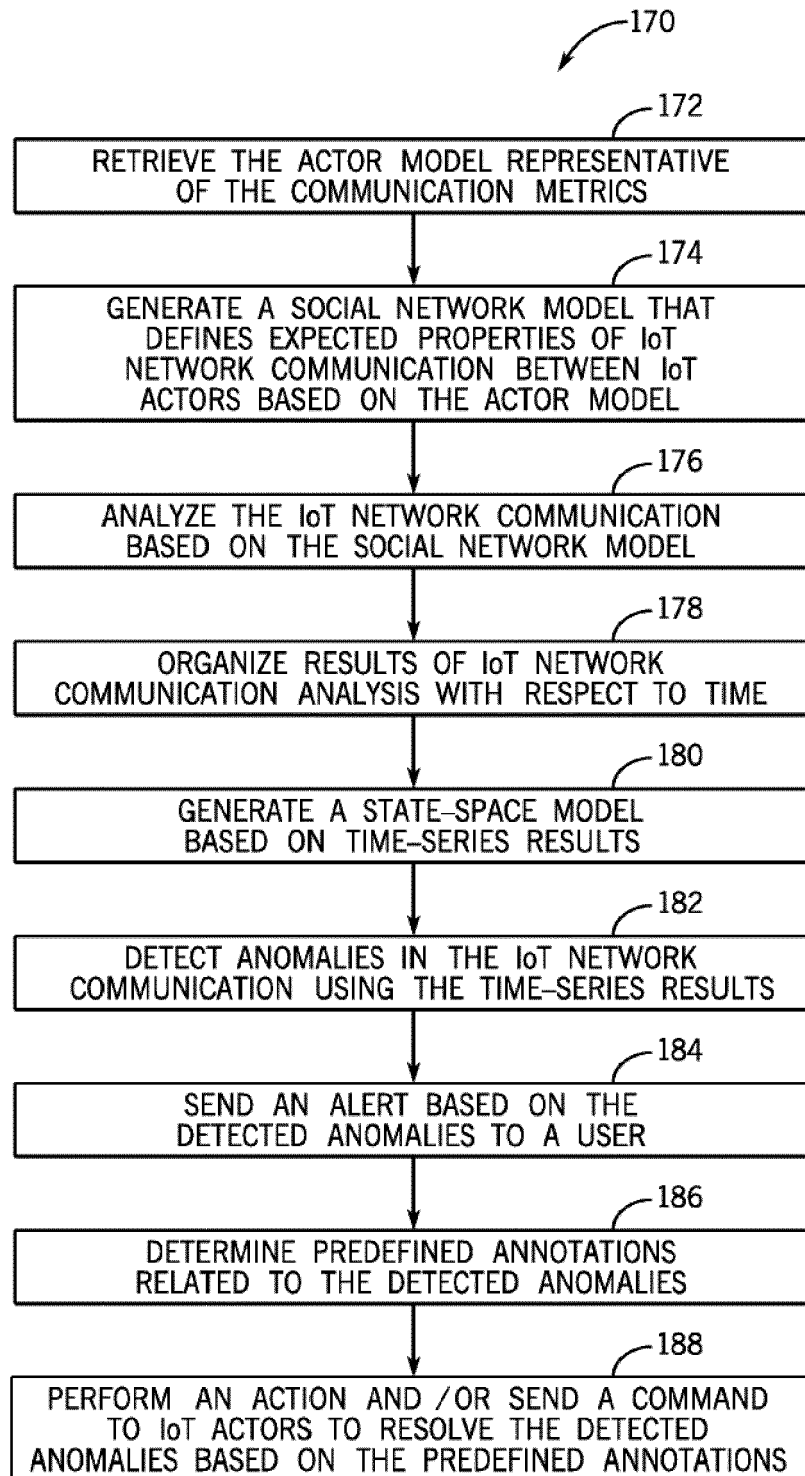 170
172
RETRIEVE THE ACTOR MODEL REPRESENTATIVE
OF THE COMMUNICATION METRICS
174
GENERATE A SOCIAL NETWORK MODEL THAT
DEFINES EXPECTED PROPERTIES OF IoT
NETWORK COMMUNICATION BETWEEN IoT
ACTORS BASED ON THE ACTOR MODEL
176
ANALYZE THE IoT NETWORK COMMUNICATION
BASED ON THE SOCIAL NETWORK MODEL
178
ORGANIZE RESULTS OF IoT NETWORK
COMMUNICATION ANALYSIS WITH RESPECT TO TIME
180
GENERATE A STATE-SPACE MODEL
BASED ON TIME-SERIES RESULTS
182
DETECT ANOMALIES IN THE IoT NETWORK
COMMUNICATION USING THE TIME-SERIES RESULTS
184
SEND AN ALERT BASED ON THE
DETECTED ANOMALIES TO A USER
186
DETERMINE PREDEFINED ANNOTATIONS
RELATED TO THE DETECTED ANOMALIES
188
PERFORM AN ACTION AND /OR SEND A COMMAND
TO IoT ACTORS TO RESOLVE THE DETECTED
ANOMALIES BASED ON THE PREDEFINED ANNOTATIONS